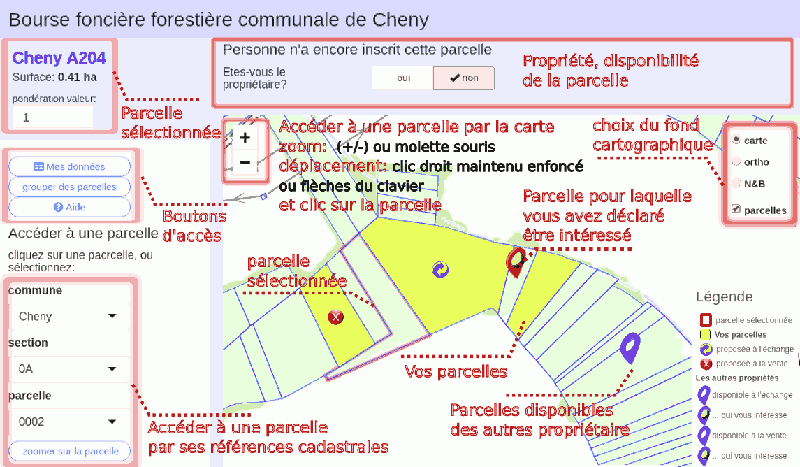 Bourse foncière forestière communale de Cheny
Cheny A204
Surface: 0.41 ha
pondération valeur:
1
Parcelle
sélectionnée
Personne n'a encore inscrit cette parcelle
Etes-vous le
propriétaire?
oui
non
Propriété, disponibilité
de la parcelle
+
−
Accéder à une parcelle par la carte
zoom: (+/-) ou molette souris
déplacement: clic droit maintenu enfoncé
ou flèches du clavier
et clic sur la parcelle
choix du fond
cartographique
carte
ortho
N&B
parcelles
Mes données
grouper des parcelles
Aide
Boutons
d'accès
Parcelle pour laquelle
vous avez déclaré
être intéressé
Accéder à une parcelle
cliquez sur une pacrcelle, ou
sélectionnez:
commune
Cheny
section
0A
parcelle
0002
zoomer sur la parcelle
parcelle
sélectionnée
X
Vos parcelles
Parcelles disponibles
des autres propriétaire
Accéder à une parcelle
par ses références cadastrales
Légende
parcelle sélectionnée
Vos parcelles
proposée à l'échange
X
proposée à la vente
Les autres propriétés
disponible à l'échange
... qui vous intéresse
disponible à la vente
... qui vous intéresse